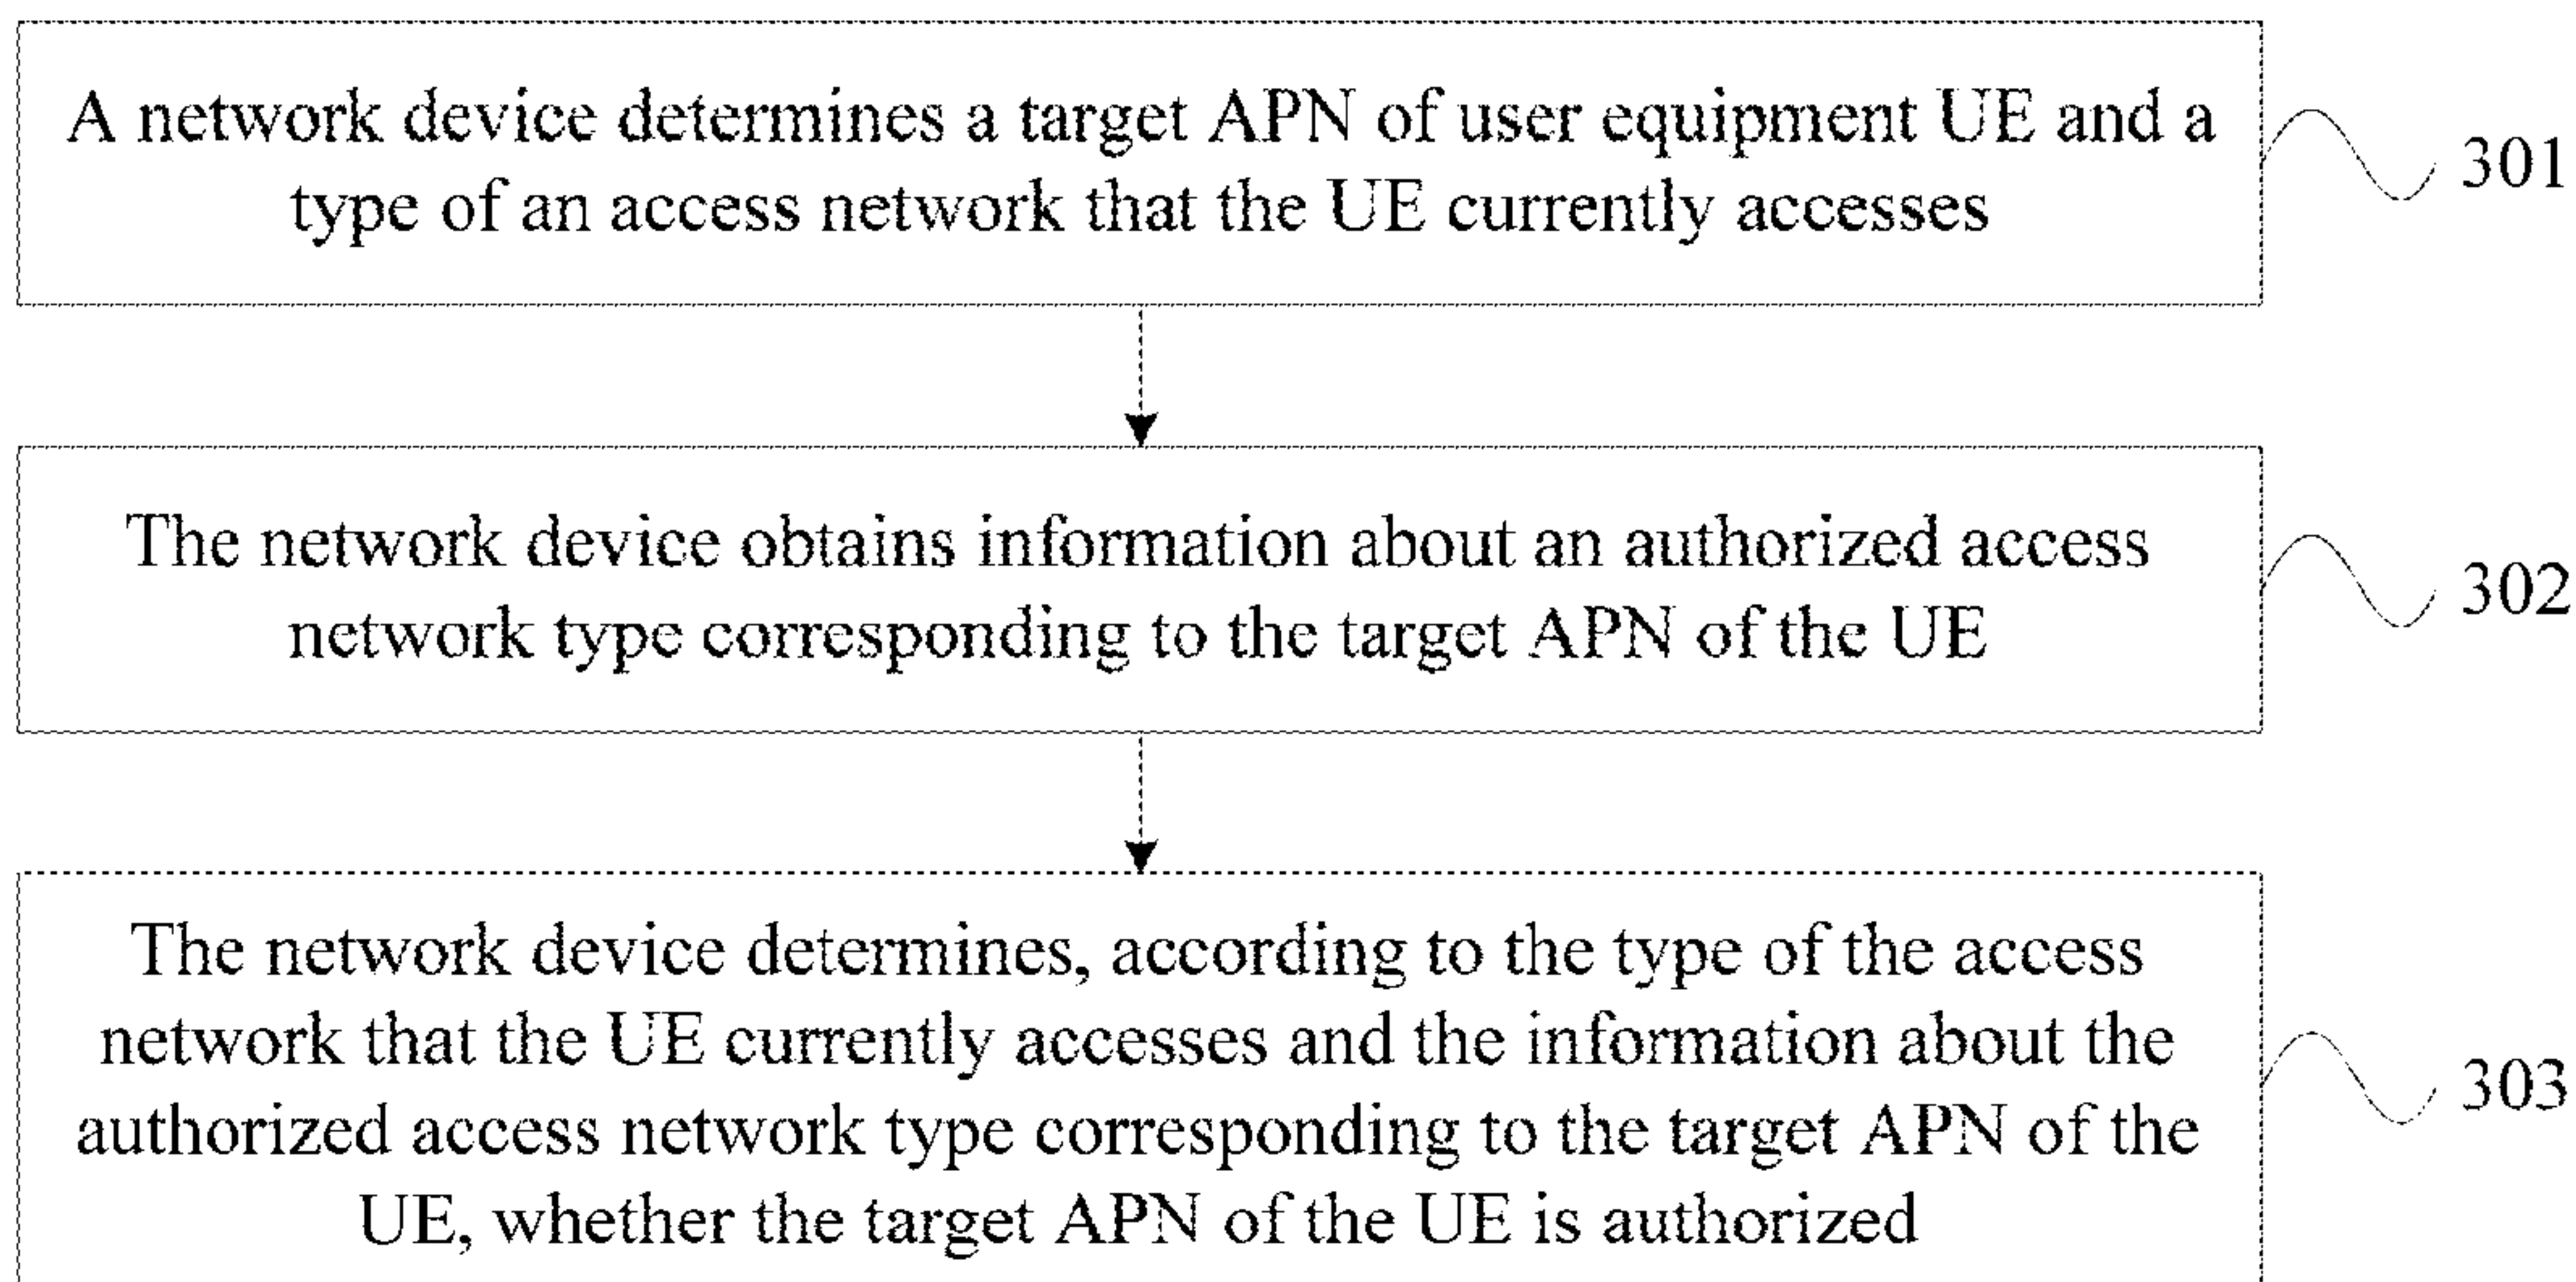 A network device determines a target APN of user equipment UE and a
type of an access network that the UE currently accesses
301
The network device obtains information about an authorized access
network type corresponding to the target APN of the UE
302
The network device determines, according to the type of the access
network that the UE currently accesses and the information about the
authorized access network type corresponding to the target APN of the
UE, whether the target APN of the UE is authorized
303